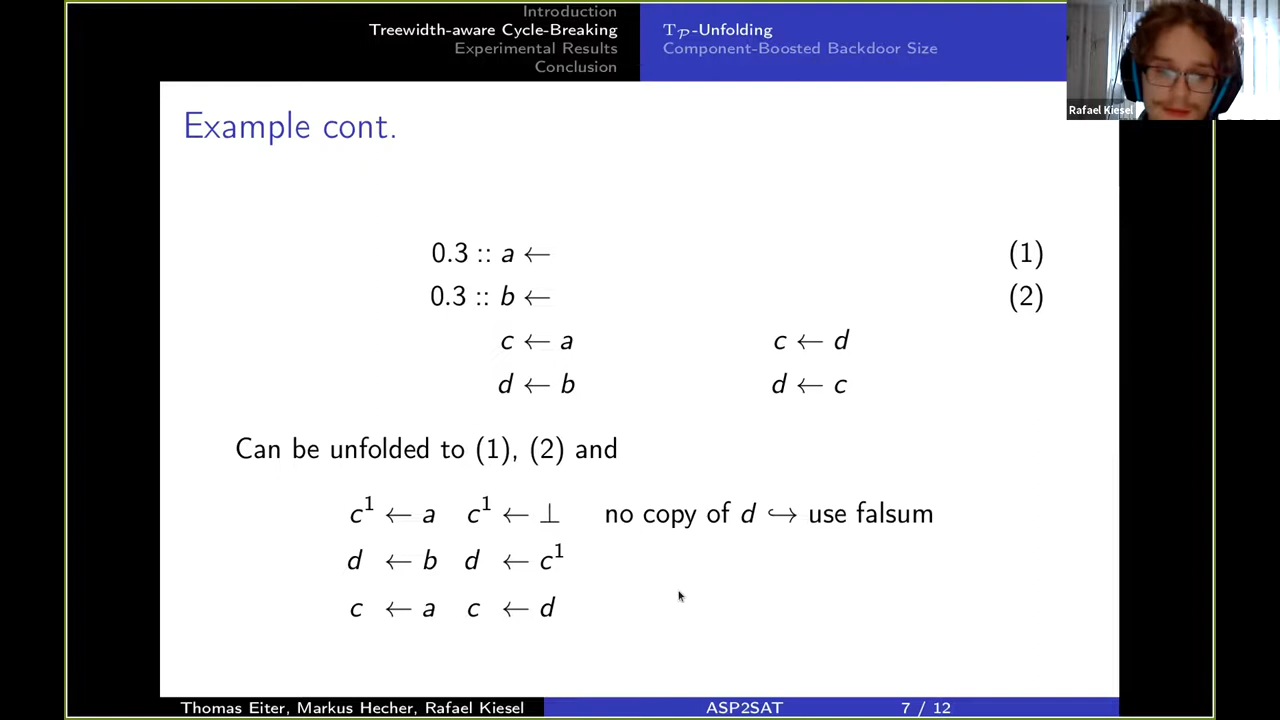 Introduction
Treewidth-aware Cycle-Breaking
Experimental Results
Conclusion
T𝒫-Unfolding
Component-Boosted Backdoor Size
Rafael Kiesel
Example cont.
0.3 :: a ← (1)
0.3 :: b ← (2)
c ← a c ← d
d ← b d ← c
Can be unfolded to (1), (2) and
c¹ ← a c¹ ← ⊥ no copy of d ↪ use falsum
d ← b d ← c¹
c ← a c ← d
Thomas Eiter, Markus Hecher, Rafael Kiesel ASP2SAT 7 / 12